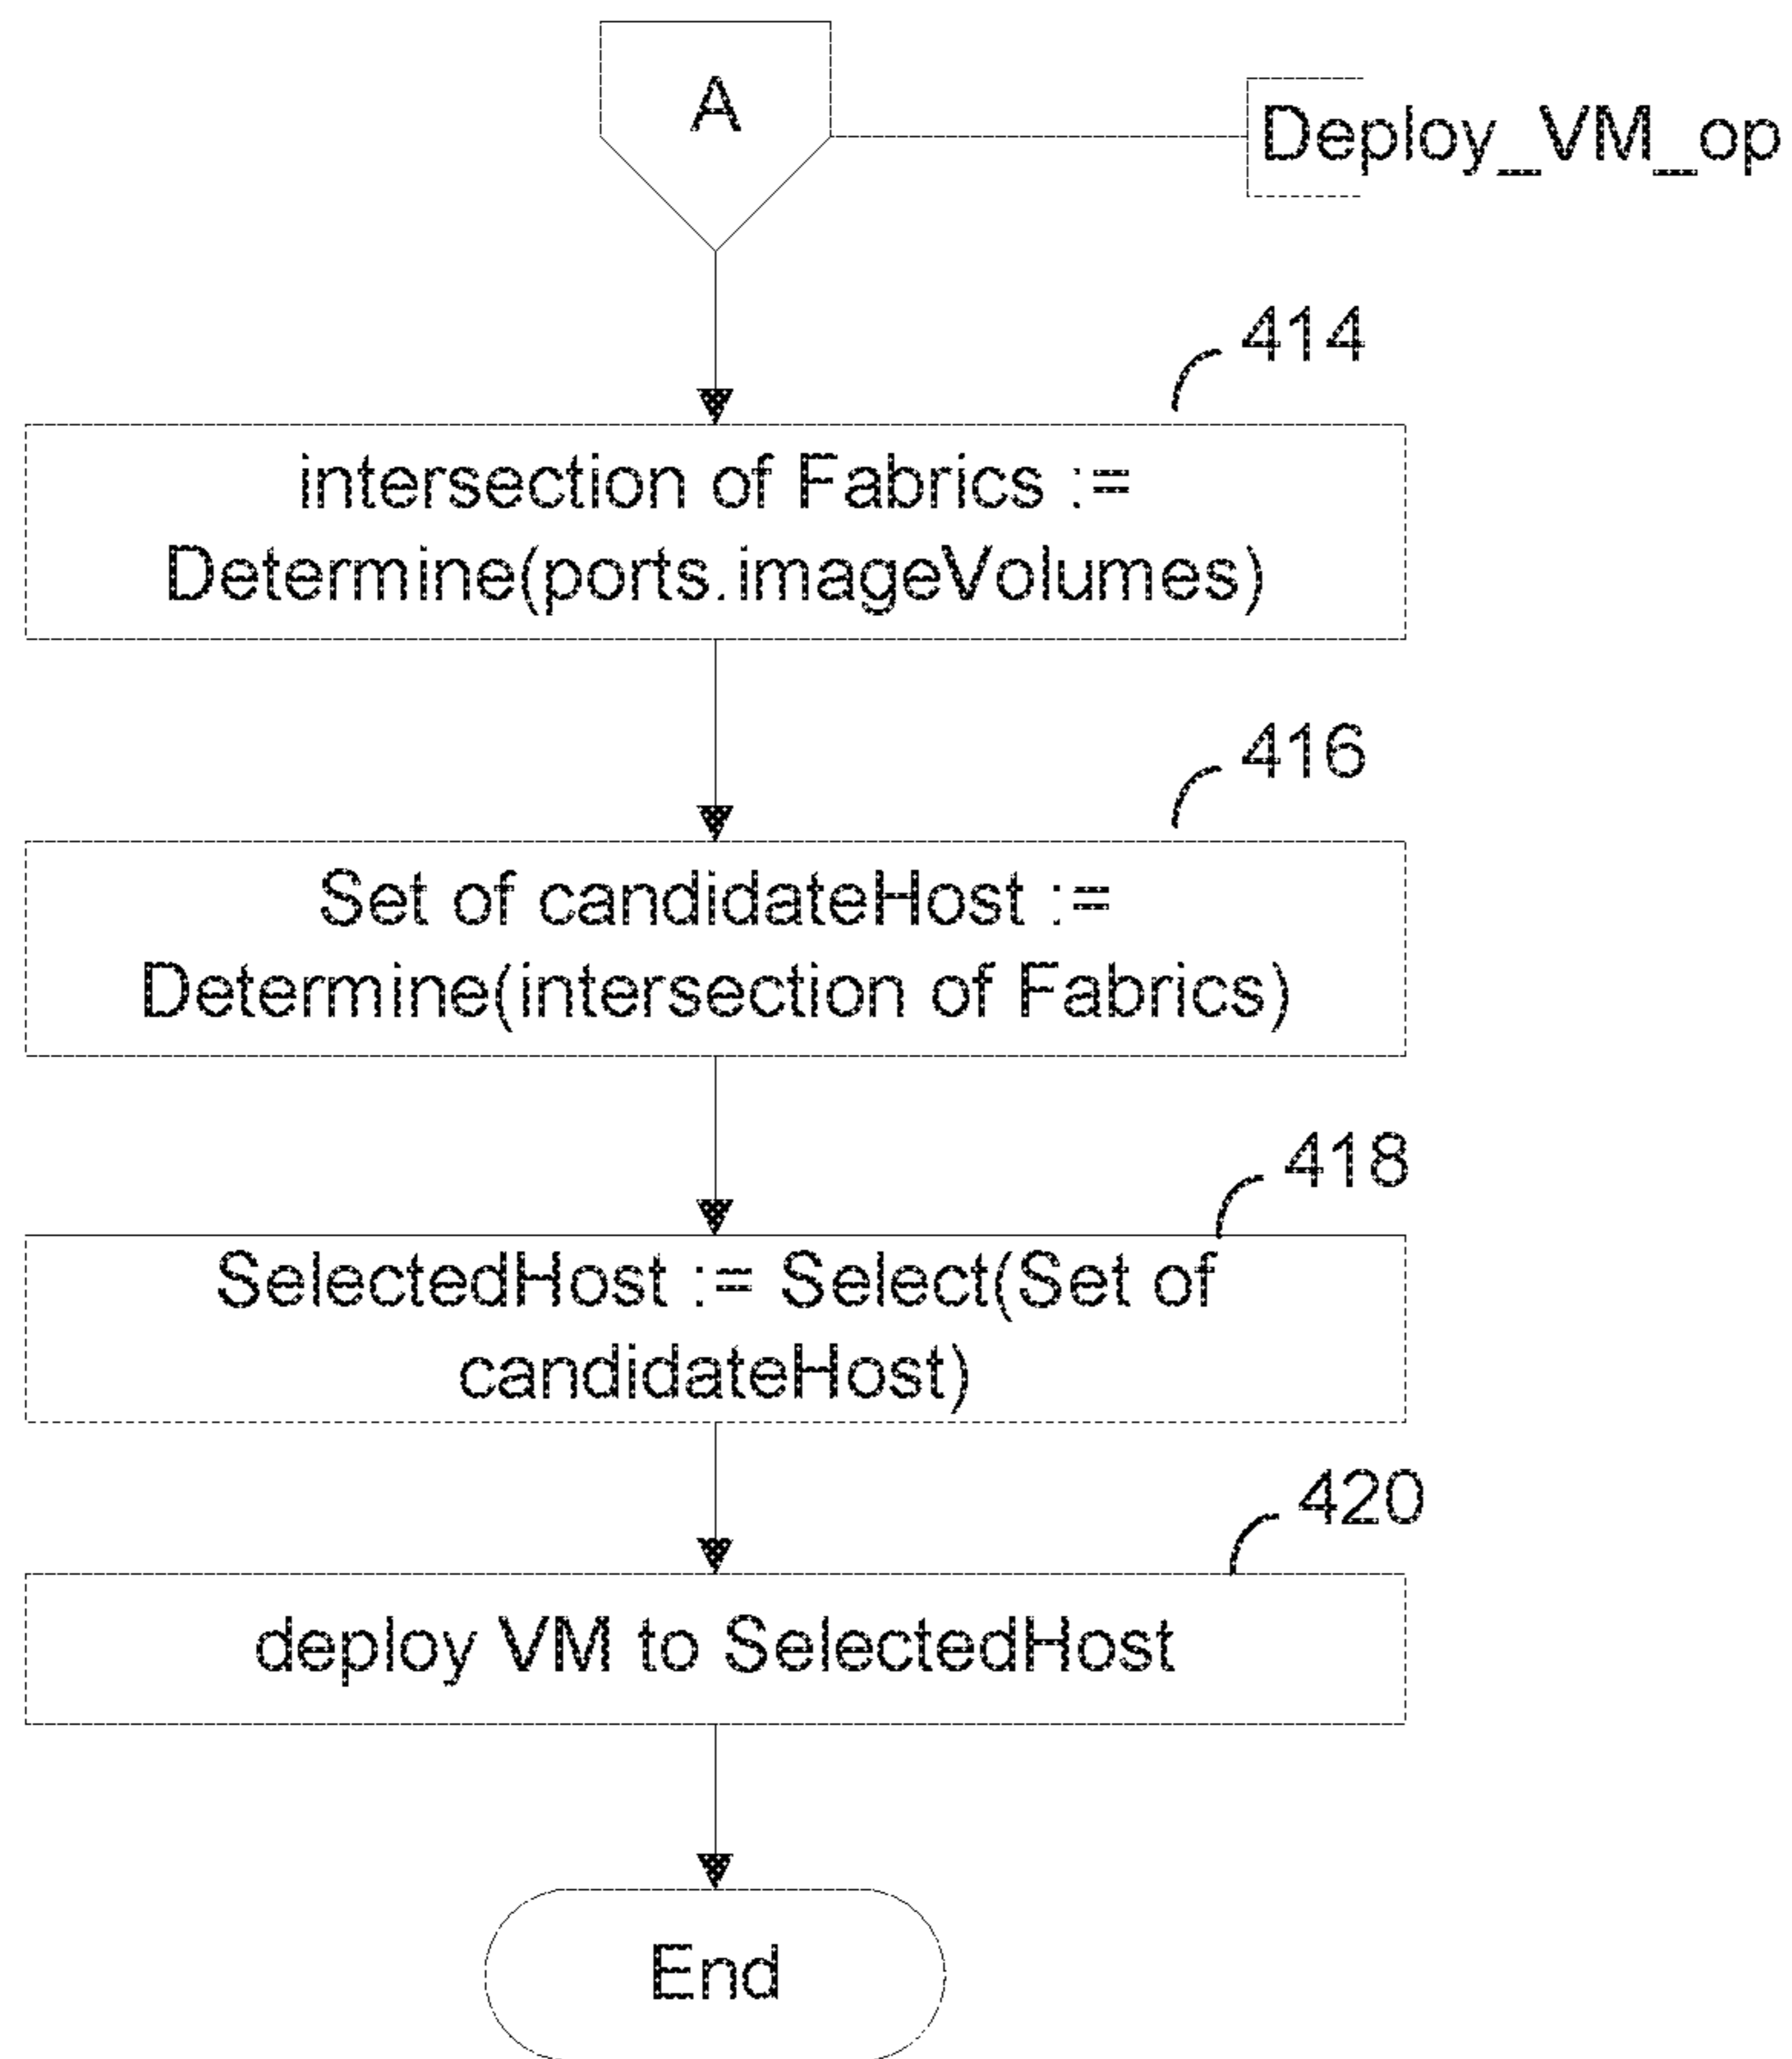 A
Deploy_VM_op
414
intersection of Fabrics :=
Determine(ports.imageVolumes)
416
Set of candidateHost :=
Determine(intersection of Fabrics)
418
SelectedHost := Select(Set of
candidateHost)
420
deploy VM to SelectedHost
End